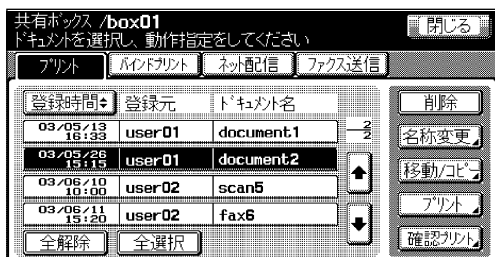 共有ボックス /box01
ドキュメントを選択し、動作指定をしてください
閉じる
プリント バインドプリント ネット配信 ファクス送信
登録時間 登録元 ドキュメント名
03/05/13 16:33 user01 document1
03/05/26 15:15 user01 document2
03/06/10 10:00 user02 scan5
03/06/11 15:20 user02 fax6
全解除 全選択
2/2
削除
名称変更
移動/コピー
プリント
確認プリント